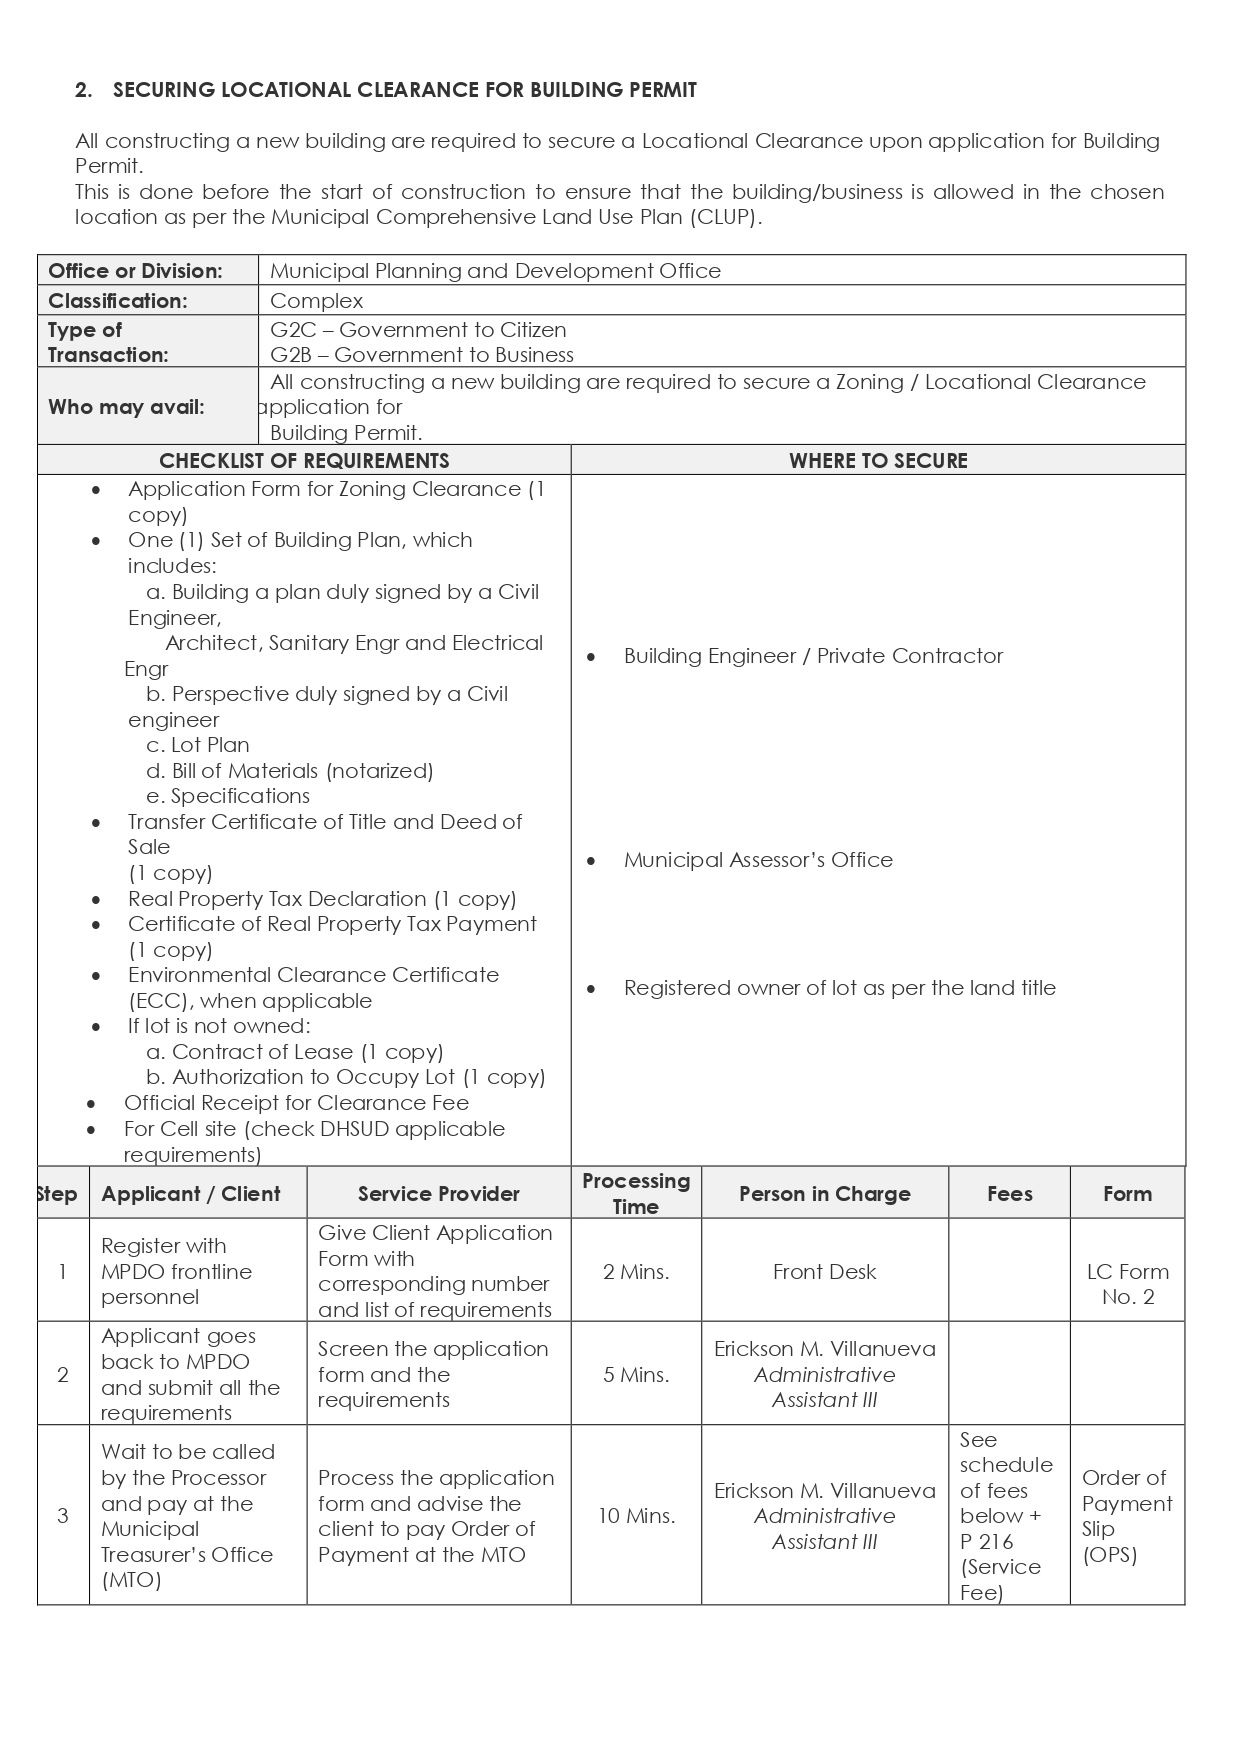 2. SECURING LOCATIONAL CLEARANCE FOR BUILDING PERMIT
All constructing a new building are required to secure a Locational Clearance upon application for Building
Permit.
This is done before the start of construction to ensure that the building/business is allowed in the chosen
location as per the Municipal Comprehensive Land Use Plan (CLUP).
Office or Division:
Municipal Planning and Development Office
Classification:
Complex
Type of
Transaction:
G2C – Government to Citizen
G2B – Government to Business
Who may avail:
All constructing a new building are required to secure a Zoning / Locational Clearance
application for
Building Permit.
CHECKLIST OF REQUIREMENTS
WHERE TO SECURE
• Application Form for Zoning Clearance (1
copy)
• One (1) Set of Building Plan, which
includes:
a. Building a plan duly signed by a Civil
Engineer,
Architect, Sanitary Engr and Electrical
Engr
b. Perspective duly signed by a Civil
engineer
c. Lot Plan
d. Bill of Materials (notarized)
e. Specifications
• Transfer Certificate of Title and Deed of
Sale
(1 copy)
• Real Property Tax Declaration (1 copy)
• Certificate of Real Property Tax Payment
(1 copy)
• Environmental Clearance Certificate
(ECC), when applicable
• If lot is not owned:
a. Contract of Lease (1 copy)
b. Authorization to Occupy Lot (1 copy)
• Official Receipt for Clearance Fee
• For Cell site (check DHSUD applicable
requirements)
• Building Engineer / Private Contractor
• Municipal Assessor’s Office
• Registered owner of lot as per the land title
Step
Applicant / Client
Service Provider
Processing
Time
Person in Charge
Fees
Form
1
Register with
MPDO frontline
personnel
Give Client Application
Form with
corresponding number
and list of requirements
2 Mins.
Front Desk
LC Form
No. 2
2
Applicant goes
back to MPDO
and submit all the
requirements
Screen the application
form and the
requirements
5 Mins.
Erickson M. Villanueva
Administrative
Assistant III
3
Wait to be called
by the Processor
and pay at the
Municipal
Treasurer’s Office
(MTO)
Process the application
form and advise the
client to pay Order of
Payment at the MTO
10 Mins.
Erickson M. Villanueva
Administrative
Assistant III
See
schedule
of fees
below +
P 216
(Service
Fee)
Order of
Payment
Slip
(OPS)